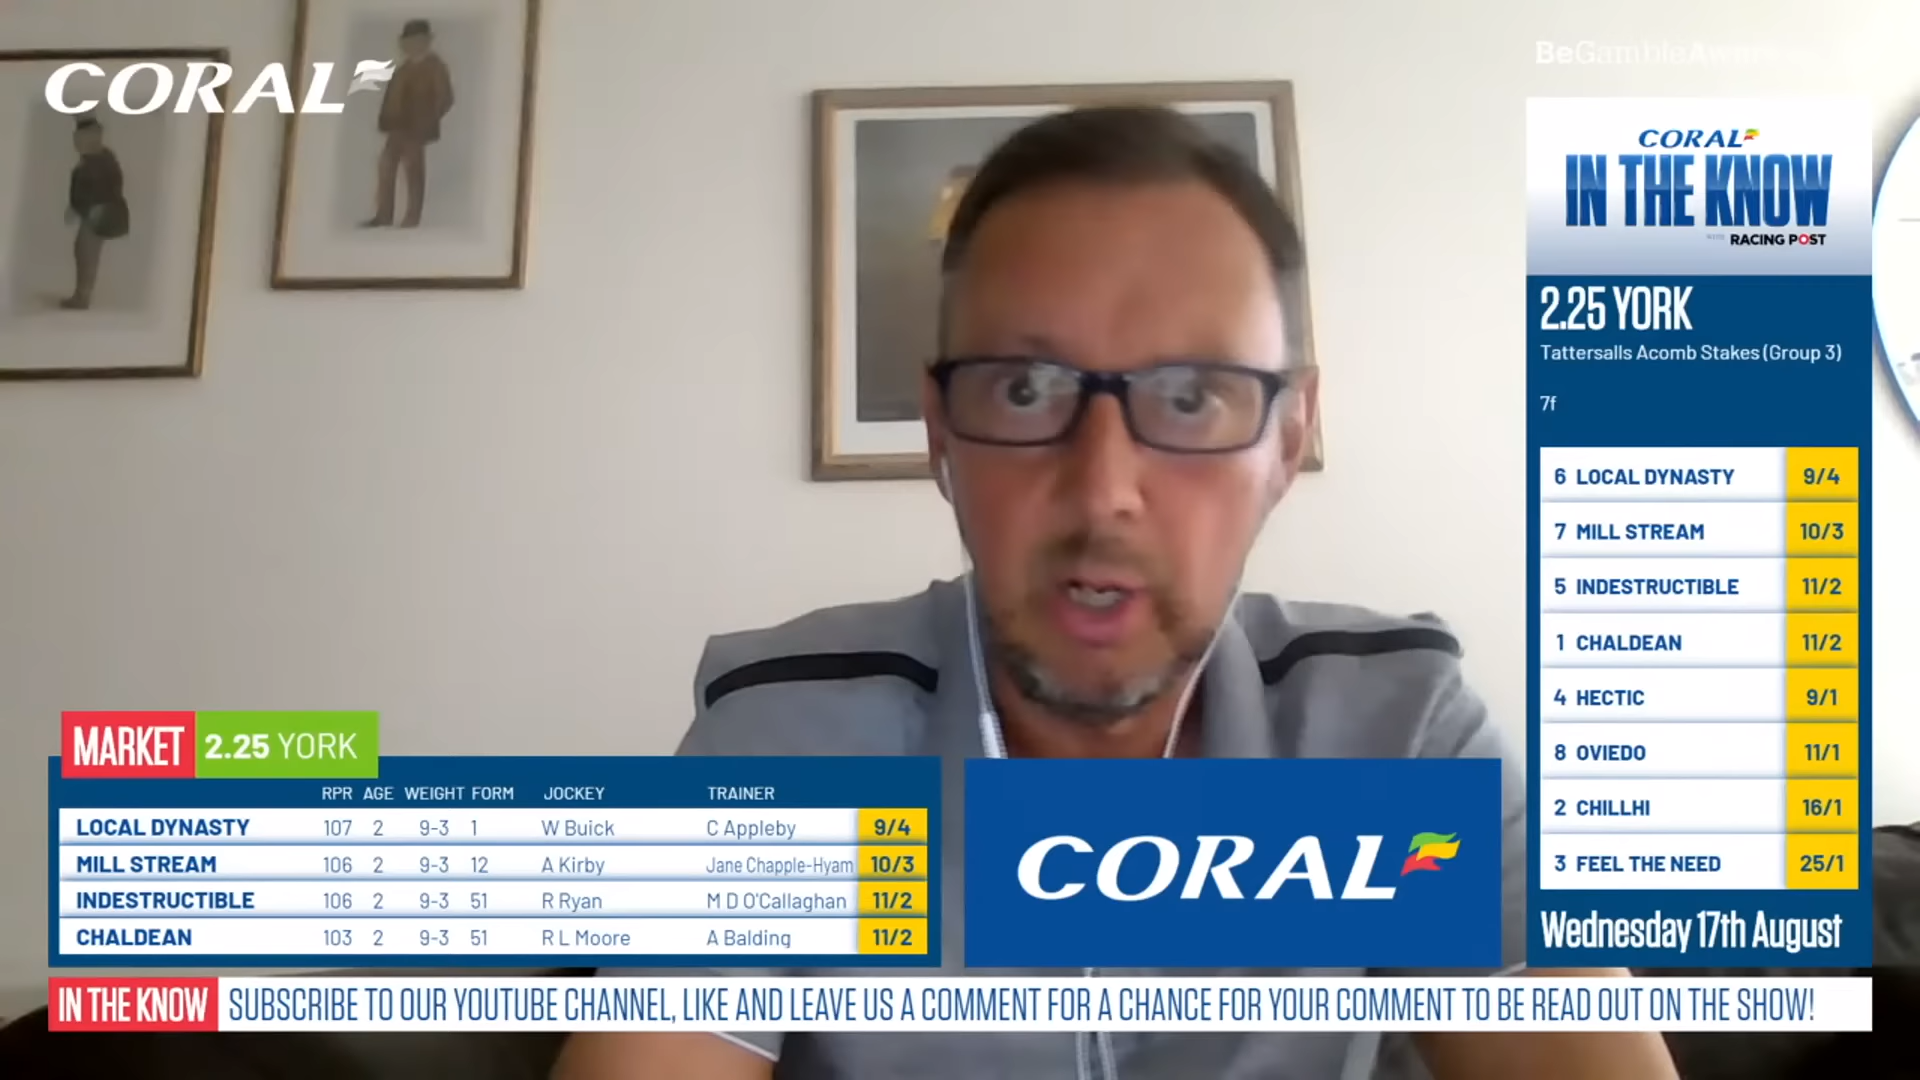 CORAL
BeGambleAware
CORAL
IN THE KNOW
WITH RACING POST
2.25 YORK
Tattersalls Acomb Stakes (Group 3)
7f
6 LOCAL DYNASTY 9/4
7 MILL STREAM 10/3
5 INDESTRUCTIBLE 11/2
1 CHALDEAN 11/2
4 HECTIC 9/1
8 OVIEDO 11/1
2 CHILLHI 16/1
3 FEEL THE NEED 25/1
Wednesday 17th August
MARKET 2.25 YORK
RPR AGE WEIGHT FORM JOCKEY TRAINER
LOCAL DYNASTY 107 2 9-3 1 W Buick C Appleby 9/4
MILL STREAM 106 2 9-3 12 A Kirby Jane Chapple-Hyam 10/3
INDESTRUCTIBLE 106 2 9-3 51 R Ryan M D O'Callaghan 11/2
CHALDEAN 103 2 9-3 51 R L Moore A Balding 11/2
CORAL
IN THE KNOW SUBSCRIBE TO OUR YOUTUBE CHANNEL, LIKE AND LEAVE US A COMMENT FOR A CHANCE FOR YOUR COMMENT TO BE READ OUT ON THE SHOW!